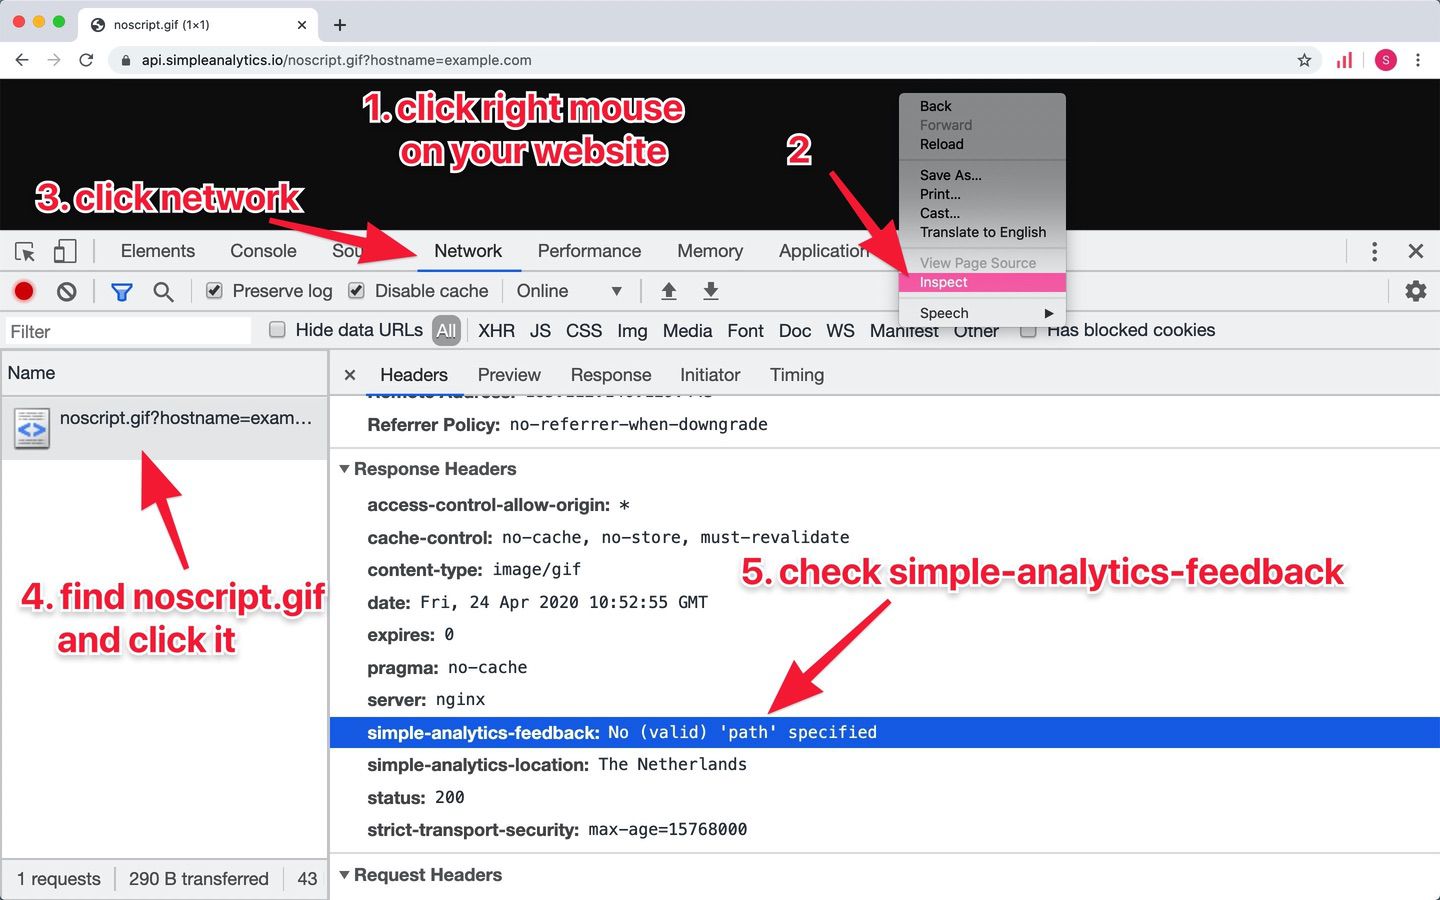 noscript.gif (1×1)
api.simpleanalytics.io/noscript.gif?hostname=example.com
S
1. click right mouse
on your website
2
3. click network
Back
Forward
Reload
Save As...
Print...
Cast...
Translate to English
View Page Source
Inspect
Speech
Elements Console Sou Network Performance Memory Application
Preserve log Disable cache Online
Filter Hide data URLs All XHR JS CSS Img Media Font Doc WS Manifest Other Has blocked cookies
Name
noscript.gif?hostname=exam...
4. find noscript.gif
and click it
Headers Preview Response Initiator Timing
Remote Address:
Referrer Policy: no-referrer-when-downgrade
Response Headers
access-control-allow-origin: *
cache-control: no-cache, no-store, must-revalidate
content-type: image/gif
date: Fri, 24 Apr 2020 10:52:55 GMT
expires: 0
pragma: no-cache
server: nginx
simple-analytics-feedback: No (valid) 'path' specified
simple-analytics-location: The Netherlands
status: 200
strict-transport-security: max-age=15768000
5. check simple-analytics-feedback
Request Headers
1 requests 290 B transferred 43